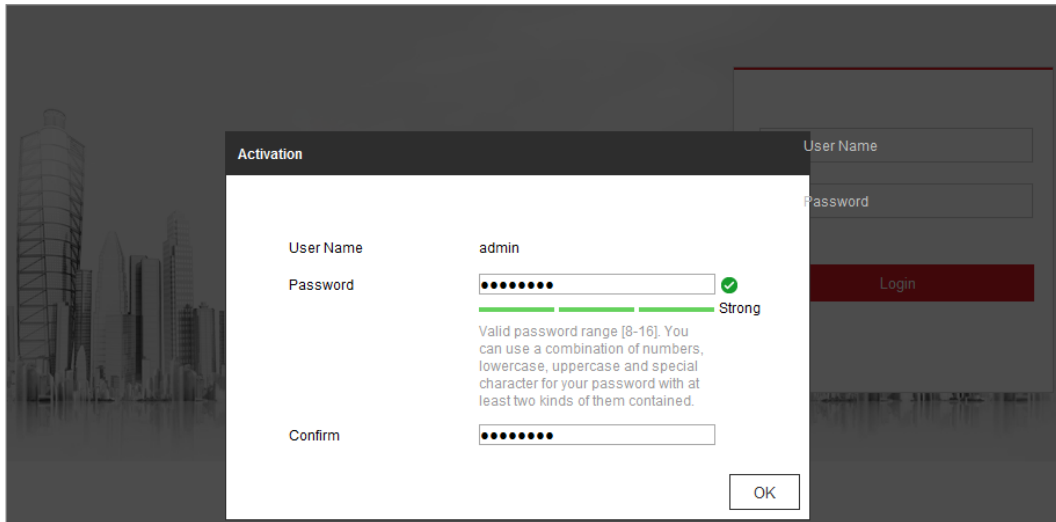 Activation
User Name
Password
Login
User Name admin
Password ●●●●●●●●
Strong
Valid password range [8-16]. You
can use a combination of numbers,
lowercase, uppercase and special
character for your password with at
least two kinds of them contained.
Confirm ●●●●●●●●
OK